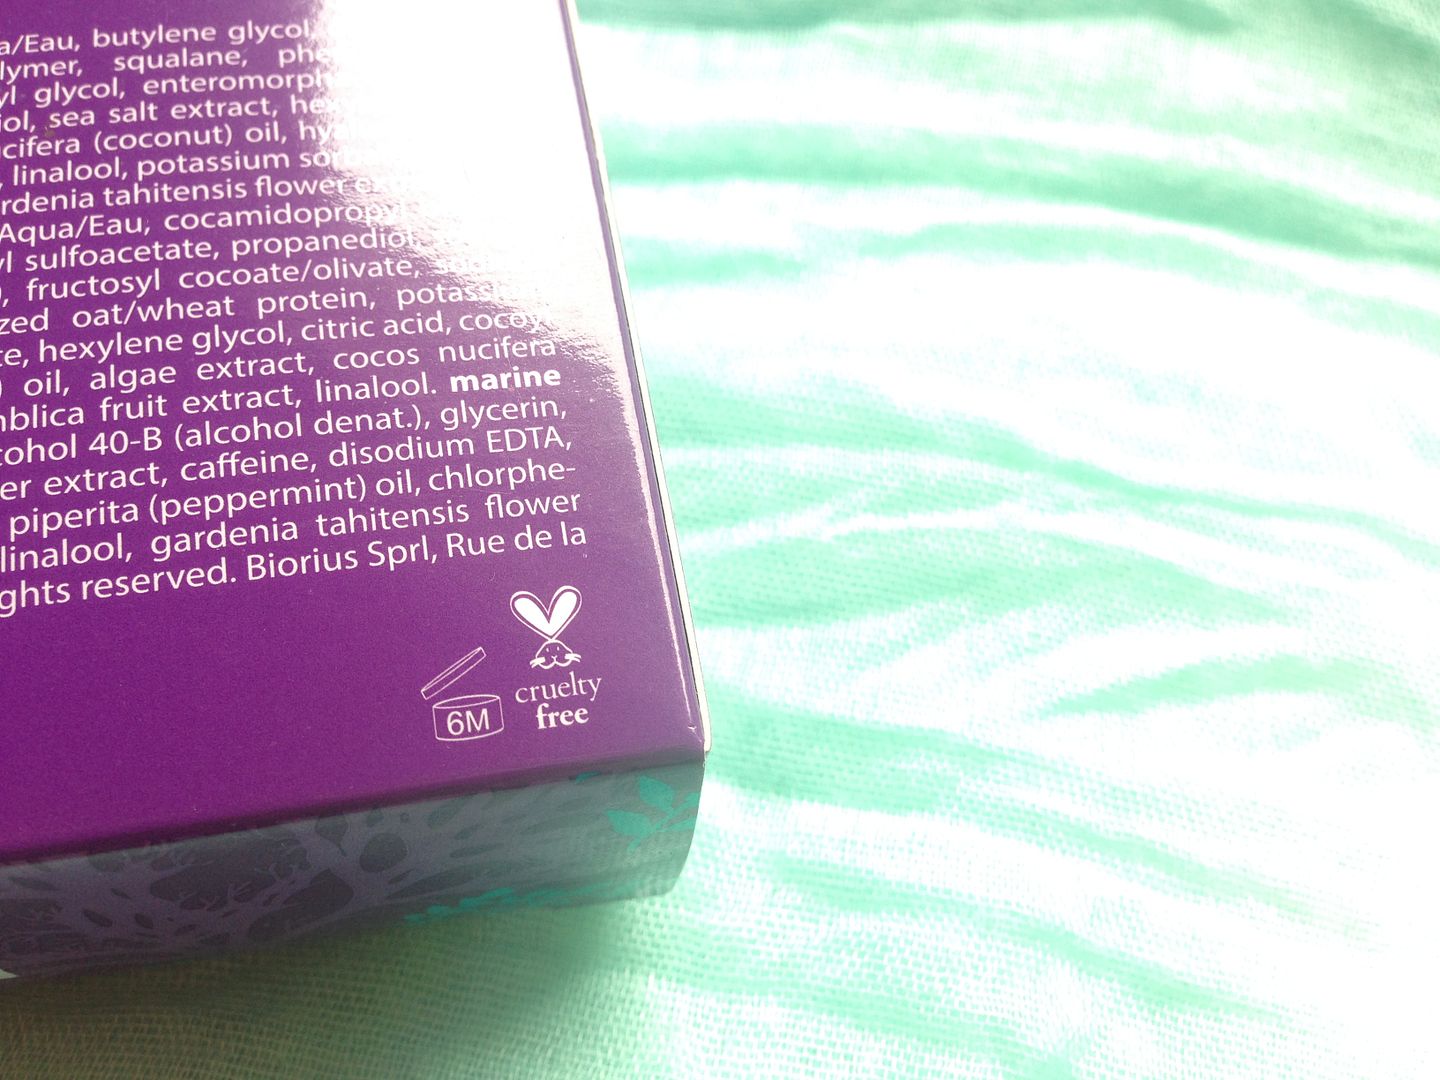 a/Eau, butylene glycol,
lymer, squalane,
yl glycol,
iol, sea salt extract,
cifera (coconut) oil,
, linalool, potassium
rdenia tahitensis flower
Aqua/Eau, cocamidopropyl
yl sulfoacetate, propanediol,
), fructosyl cocoate/olivate,
zed oat/wheat protein,
te, hexylene glycol, citric acid, cocoyl
) oil, algae extract, cocos nucifera
mblica fruit extract, linalool. marine
cohol 40-B (alcohol denat.), glycerin,
er extract, caffeine, disodium EDTA,
piperita (peppermint) oil, chlorphe-
linalool, gardenia tahitensis flower
ghts reserved. Biorius Sprl, Rue de la
6M
cruelty
free